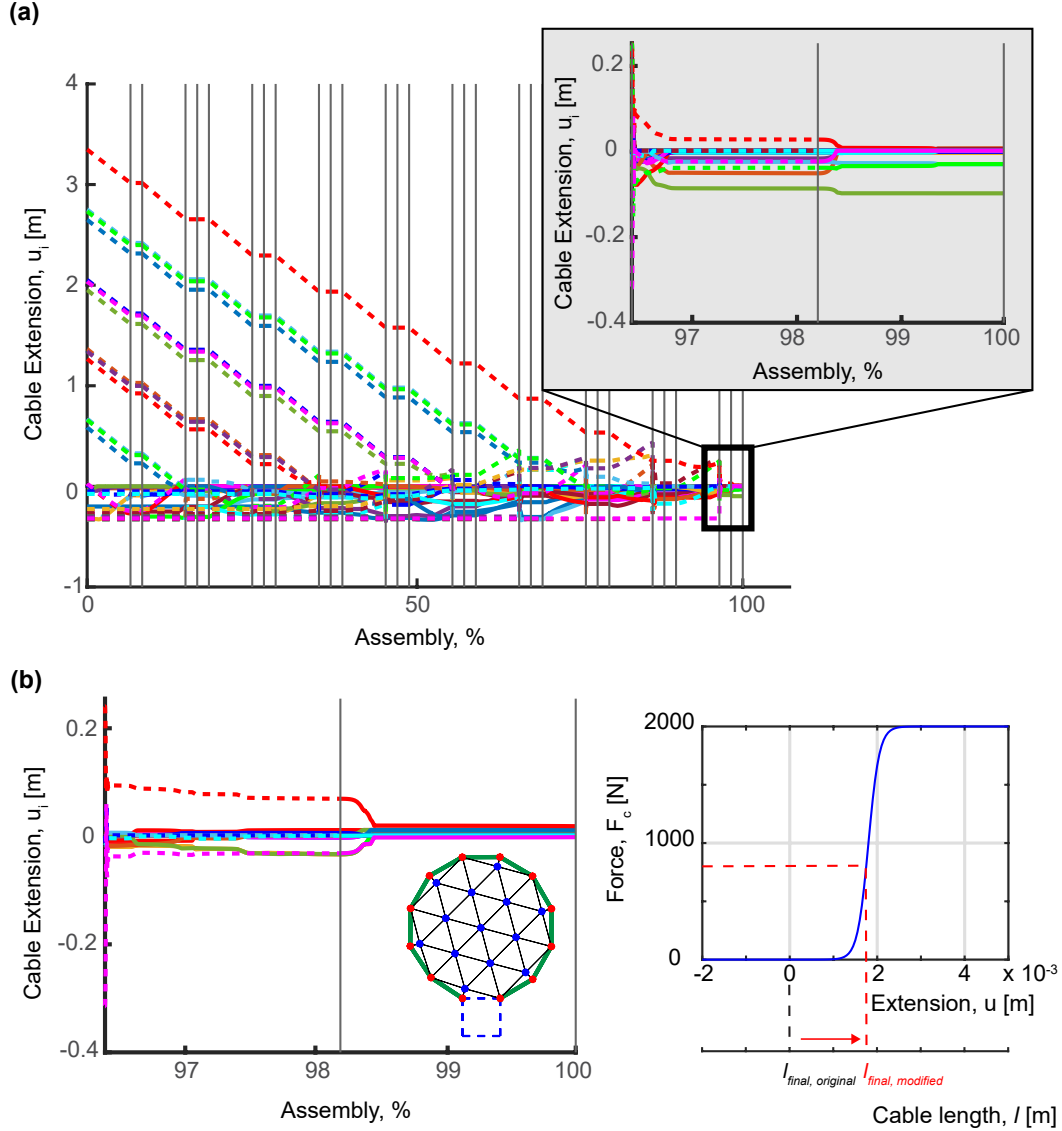 (a)
Cable Extension, u_i [m]
4
3
2
1
0
-1
0
50
100
Assembly, %
Cable Extension, u_i [m]
0.2
0
-0.2
-0.4
97
98
99
100
Assembly, %
(b)
Cable Extension, u_i [m]
0.2
0
-0.2
-0.4
97
98
99
100
Assembly, %
Force, F_c [N]
2000
1000
0
-2
0
2
4
x 10^-3
Extension, u [m]
l_final, original
l_final, modified
Cable length, l [m]